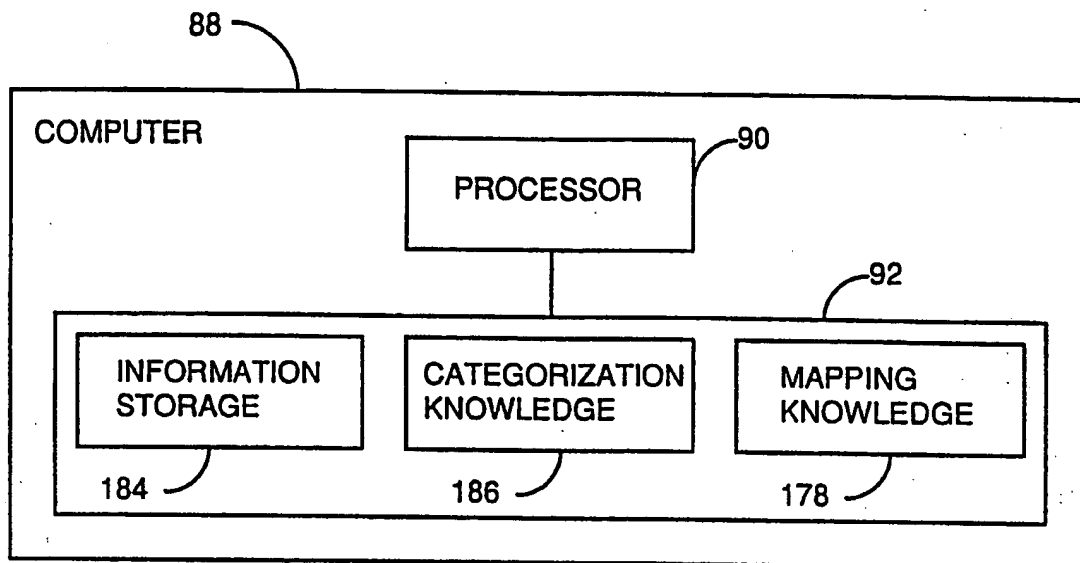 88
COMPUTER
90
PROCESSOR
92
INFORMATION
STORAGE
CATEGORIZATION
KNOWLEDGE
MAPPING
KNOWLEDGE
184
186
178